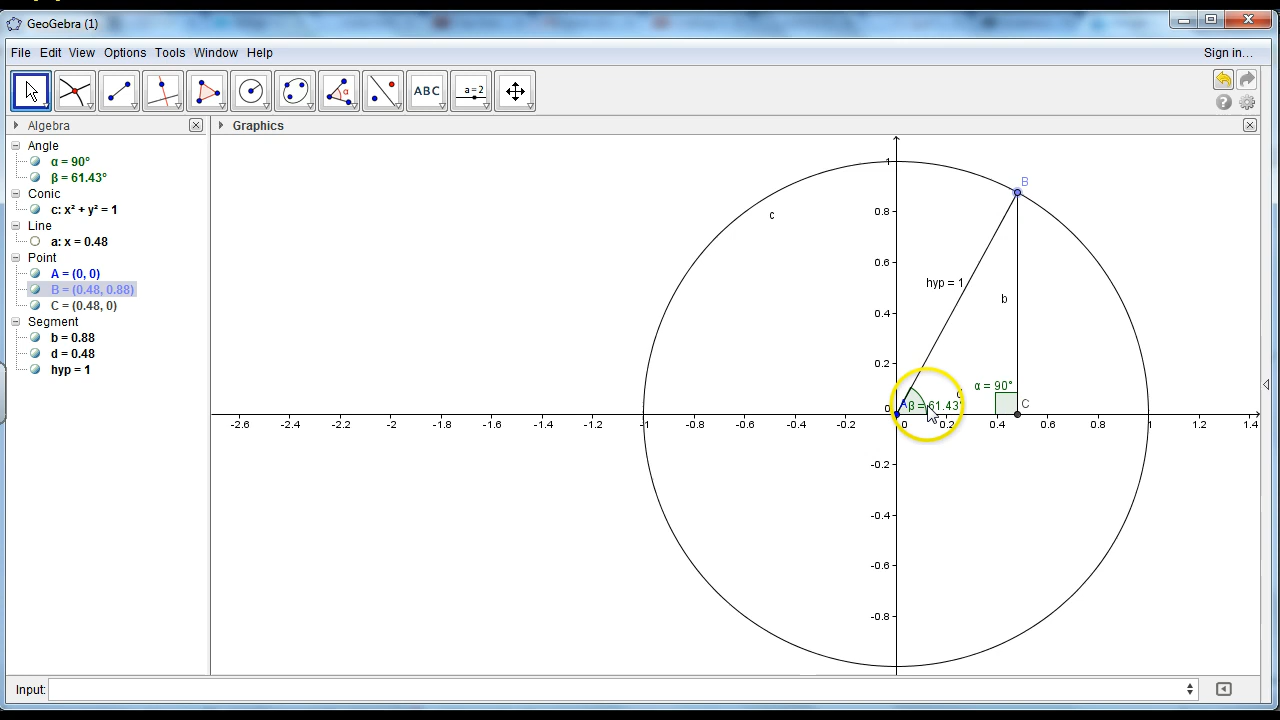 GeoGebra (1)
File Edit View Options Tools Window Help Sign in...
ABC a=2
Algebra
Graphics
Angle
α = 90°
β = 61.43°
Conic
c: x² + y² = 1
Line
a: x = 0.48
Point
A = (0, 0)
B = (0.48, 0.88)
C = (0.48, 0)
Segment
b = 0.88
d = 0.48
hyp = 1
1
B
0.8
c
0.6
hyp = 1
b
0.4
0.2
α = 90°
d
0 A β = 61.43° C
-2.6 -2.4 -2.2 -2 -1.8 -1.6 -1.4 -1.2 -1 -0.8 -0.6 -0.4 -0.2 0 0.2 0.4 0.6 0.8 1 1.2 1.4
-0.2
-0.4
-0.6
-0.8
Input: